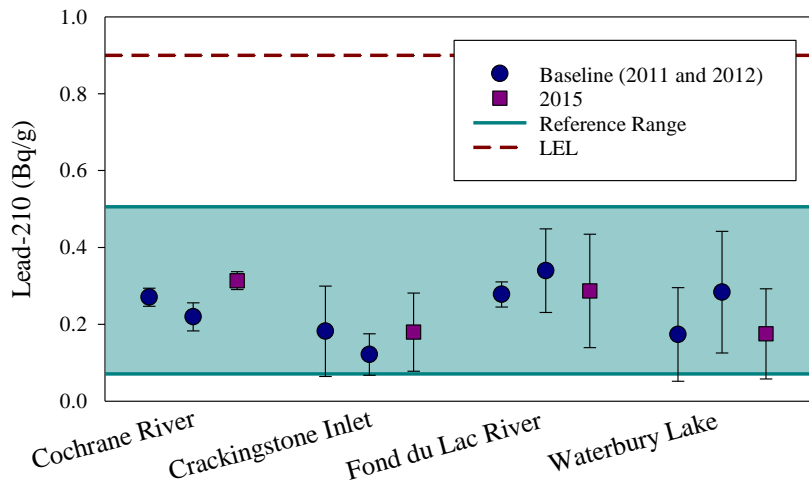 1.0
0.8
0.6
0.4
0.2
0.0
Lead-210 (Bq/g)
Baseline (2011 and 2012)
2015
Reference Range
LEL
Cochrane River
Crackingstone Inlet
Fond du Lac River
Waterbury Lake